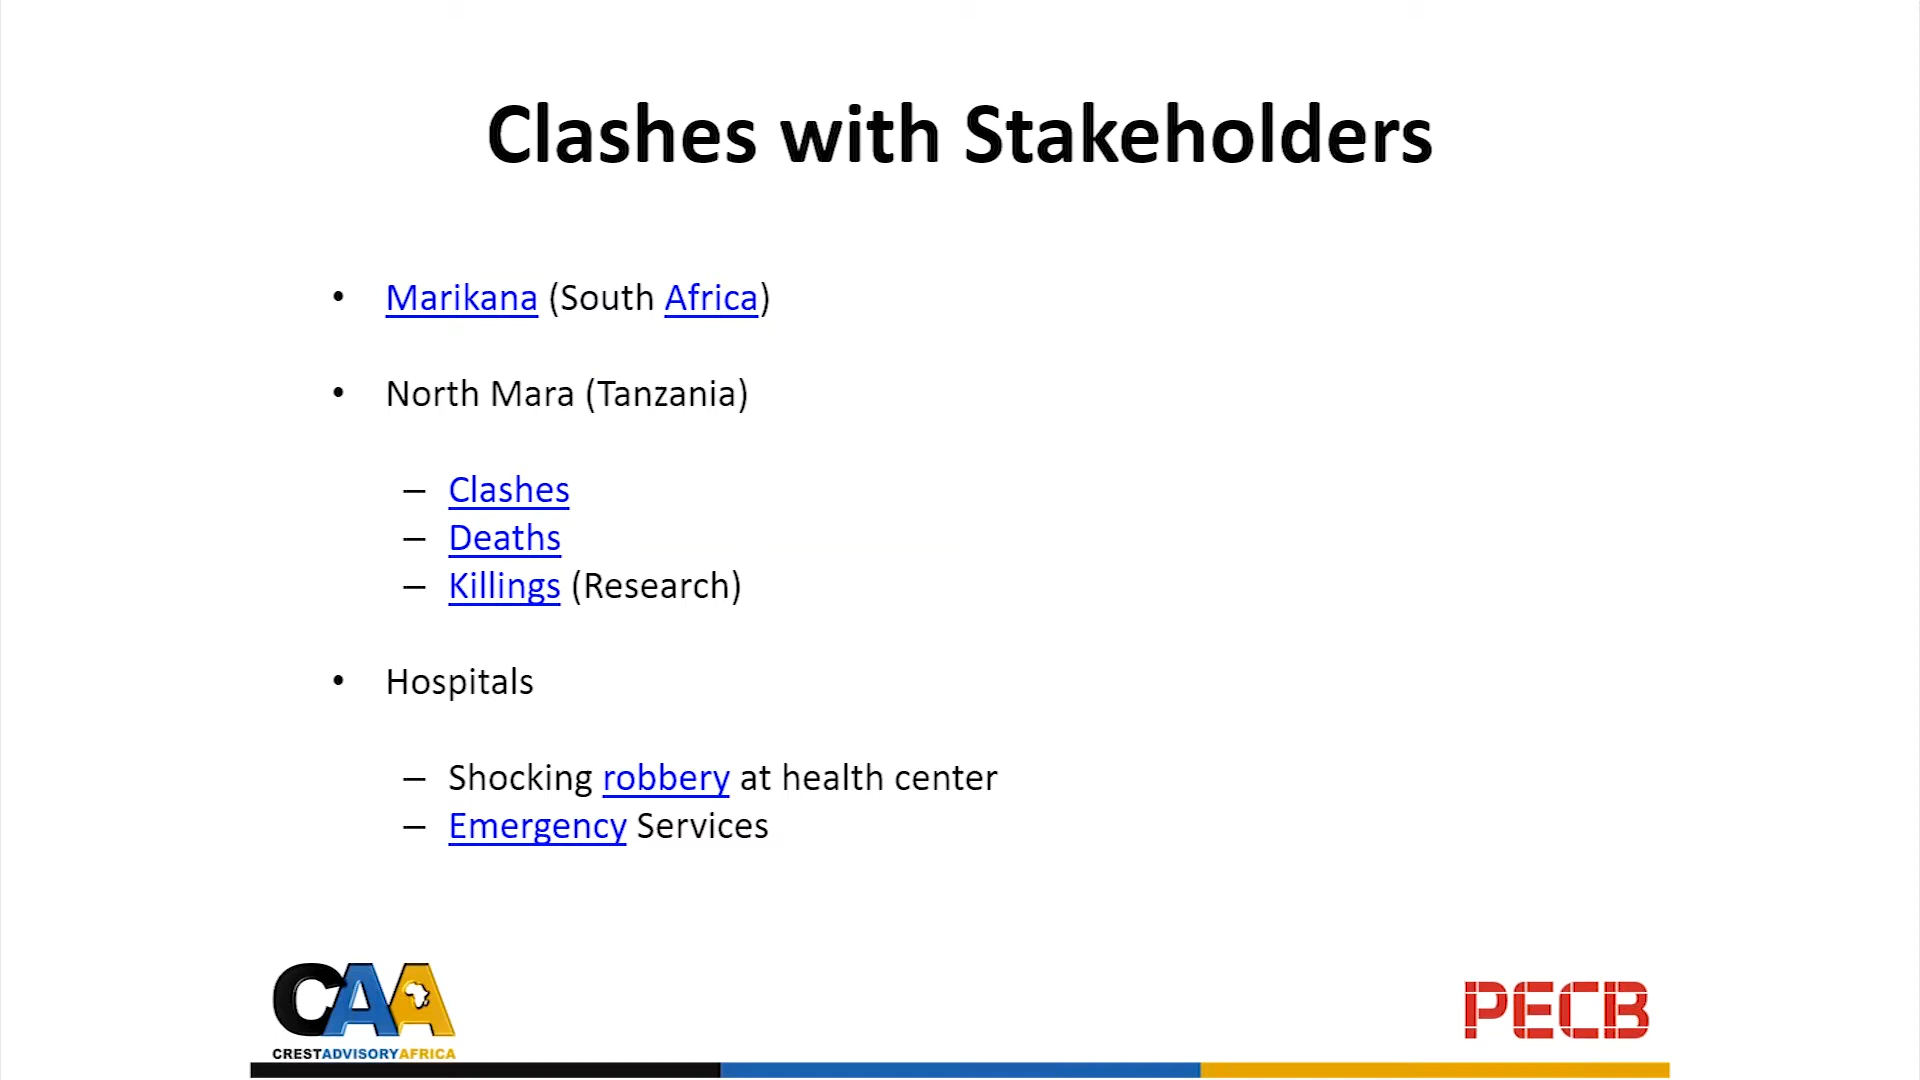 Clashes with Stakeholders
• Marikana (South Africa)
• North Mara (Tanzania)
– Clashes
– Deaths
– Killings (Research)
• Hospitals
– Shocking robbery at health center
– Emergency Services
CAA
CRESTADVISORYAFRICA
PECB